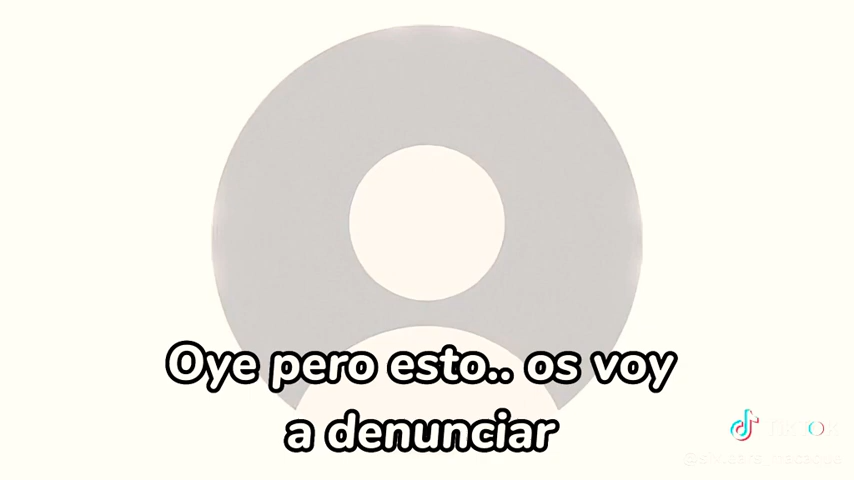 Oye pero esto.. os voy
a denunciar
TikTok